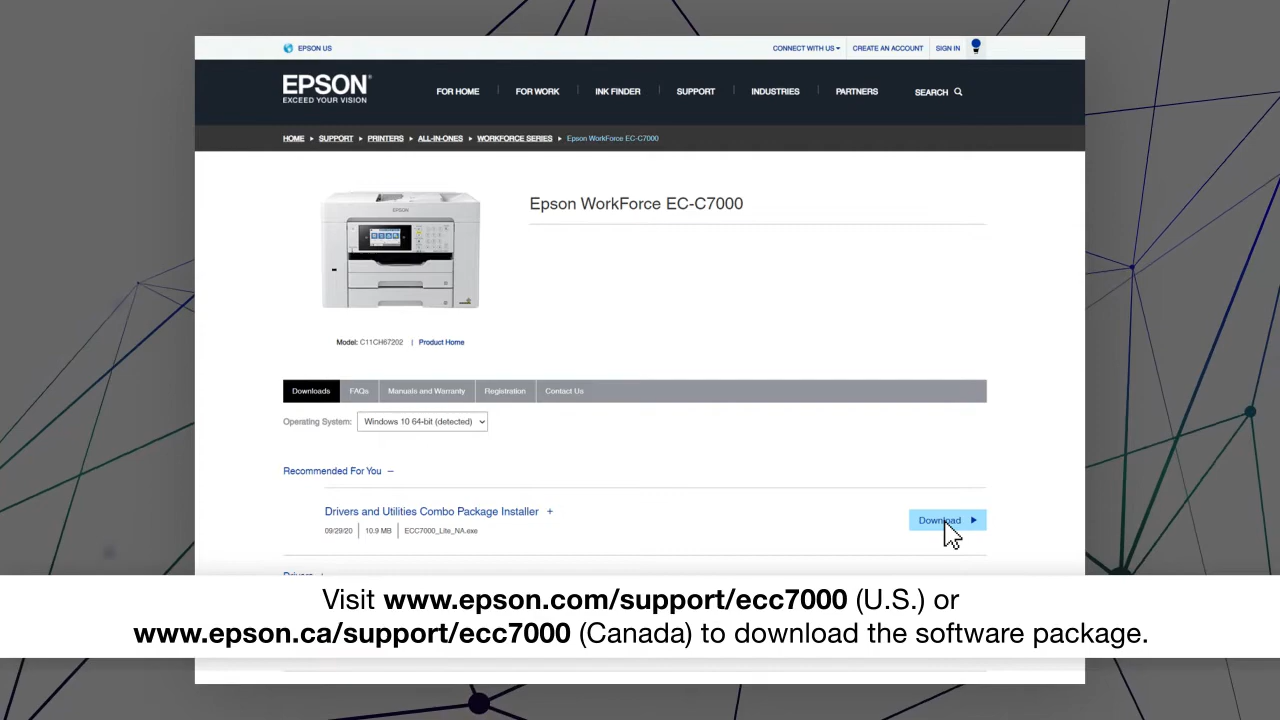 EPSON US
CONNECT WITH US
CREATE AN ACCOUNT
SIGN IN
EPSON
EXCEED YOUR VISION
FOR HOME
FOR WORK
INK FINDER
SUPPORT
INDUSTRIES
PARTNERS
SEARCH
HOME
SUPPORT
PRINTERS
ALL-IN-ONES
WORKFORCE SERIES
Epson WorkForce EC-C7000
EPSON
Epson WorkForce EC-C7000
Model: C11CH67202 | Product Home
Downloads
FAQs
Manuals and Warranty
Registration
Contact Us
Operating System: Windows 10 64-bit (detected)
Recommended For You –
Drivers and Utilities Combo Package Installer +
09/29/20 | 10.9 MB | ECC7000_Lite_NA.exe
Download
Visit www.epson.com/support/ecc7000 (U.S.) or
www.epson.ca/support/ecc7000 (Canada) to download the software package.